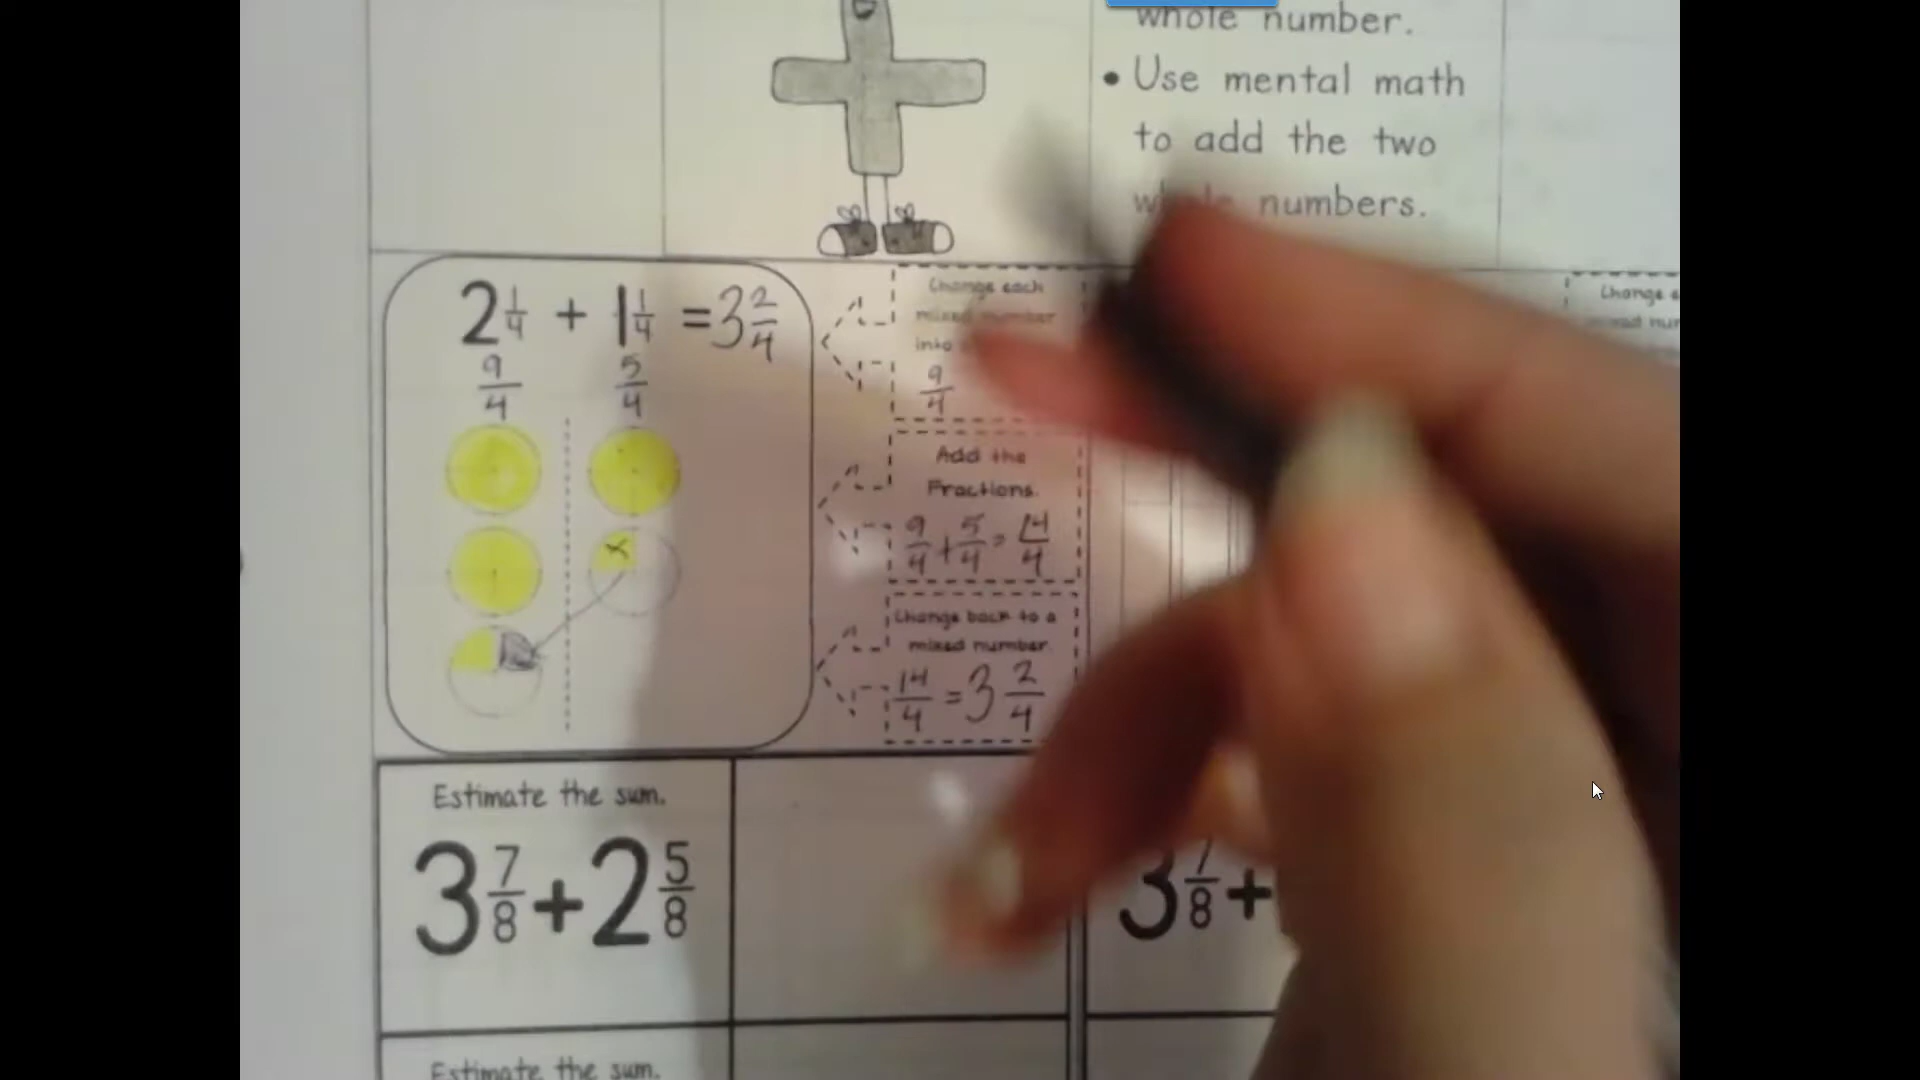 whole number.
• Use mental math
to add the two
whole numbers.
2 1/4 + 1 1/4 = 3 2/4
9/4 5/4
Change each
mixed number
into
9/4
Add the
Fractions.
9/4 + 5/4 = 14/4
Change back to a
mixed number.
14/4 = 3 2/4
Change
mixed
Estimate the sum.
3 7/8 + 2 5/8
3 7/8 +
Estimate the sum.